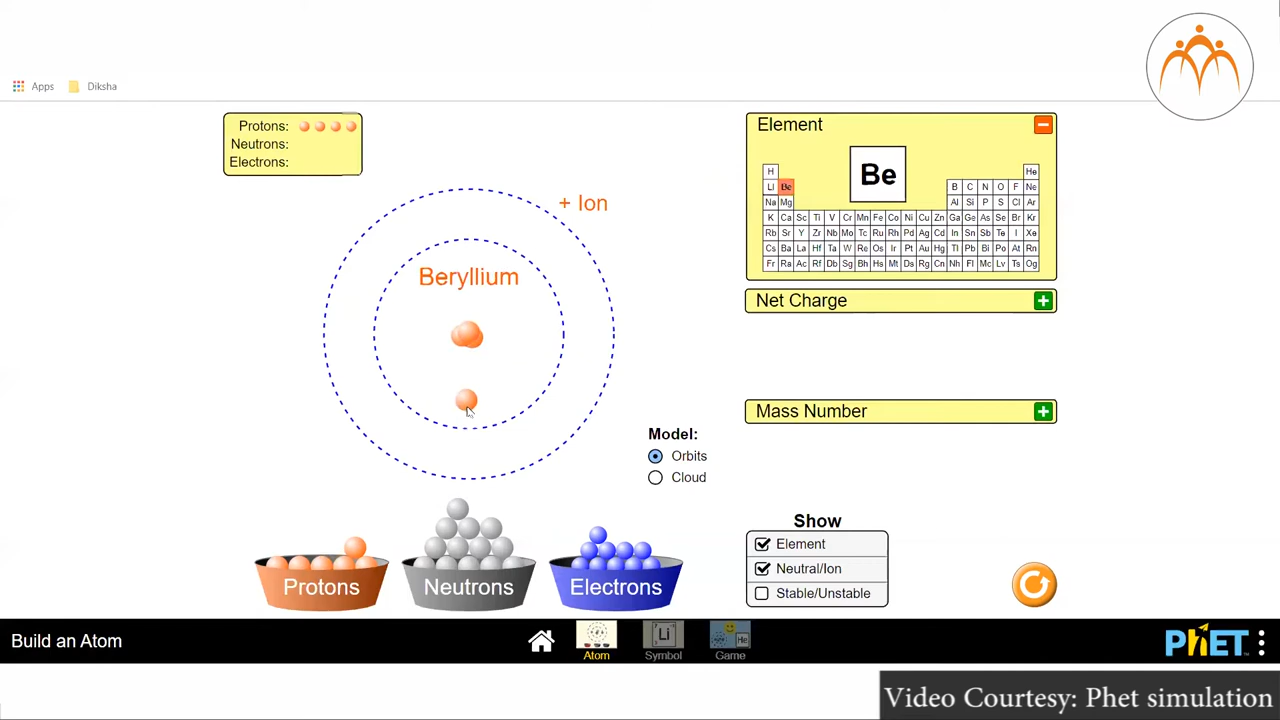 Apps Diksha
Protons:
Neutrons:
Electrons:
+ Ion
Beryllium
Element
Be
H He
Li Be B C N O F Ne
Na Mg Al Si P S Cl Ar
K Ca Sc Ti V Cr Mn Fe Co Ni Cu Zn Ga Ge As Se Br Kr
Rb Sr Y Zr Nb Mo Tc Ru Rh Pd Ag Cd In Sn Sb Te I Xe
Cs Ba La Hf Ta W Re Os Ir Pt Au Hg Tl Pb Bi Po At Rn
Fr Ra Ac Rf Db Sg Bh Hs Mt Ds Rg Cn Nh Fl Mc Lv Ts Og
Net Charge
Mass Number
Model:
Orbits
Cloud
Protons
Neutrons
Electrons
Show
Element
Neutral/Ion
Stable/Unstable
Build an Atom
Atom
Li
Symbol
He
Game
PhET
Video Courtesy: Phet simulation